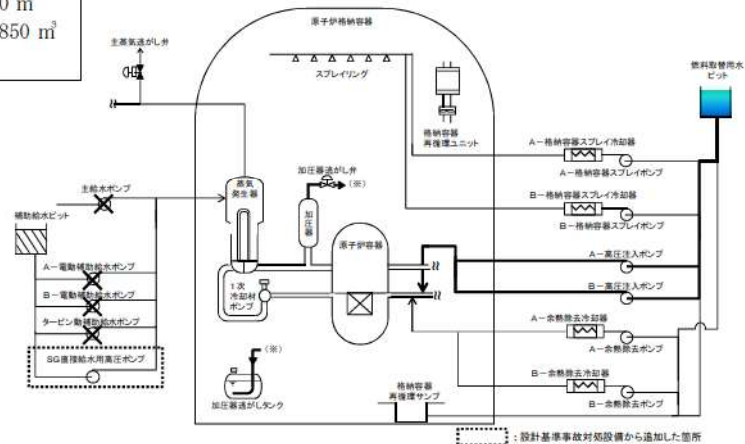 0 m
850 ㎥
主蒸気逃がし弁
原子炉格納容器
スプレイリング
格納容器
再循環ユニット
燃料取替用水
ピット
A－格納容器スプレイ冷却器
A－格納容器スプレイポンプ
B－格納容器スプレイ冷却器
B－格納容器スプレイポンプ
主給水ポンプ
補助給水ピット
蒸気
発生器
加圧器逃がし弁
(※)
加圧器
原子炉容器
A－高圧注入ポンプ
B－高圧注入ポンプ
A－電動補助給水ポンプ
B－電動補助給水ポンプ
タービン動補助給水ポンプ
SG直接給水用高圧ポンプ
1次
冷却材
ポンプ
A－余熱除去冷却器
A－余熱除去ポンプ
B－余熱除去冷却器
B－余熱除去ポンプ
(※)
加圧器逃がしタンク
格納容器
再循環サンプ
：設計基準事故対処設備から追加した箇所